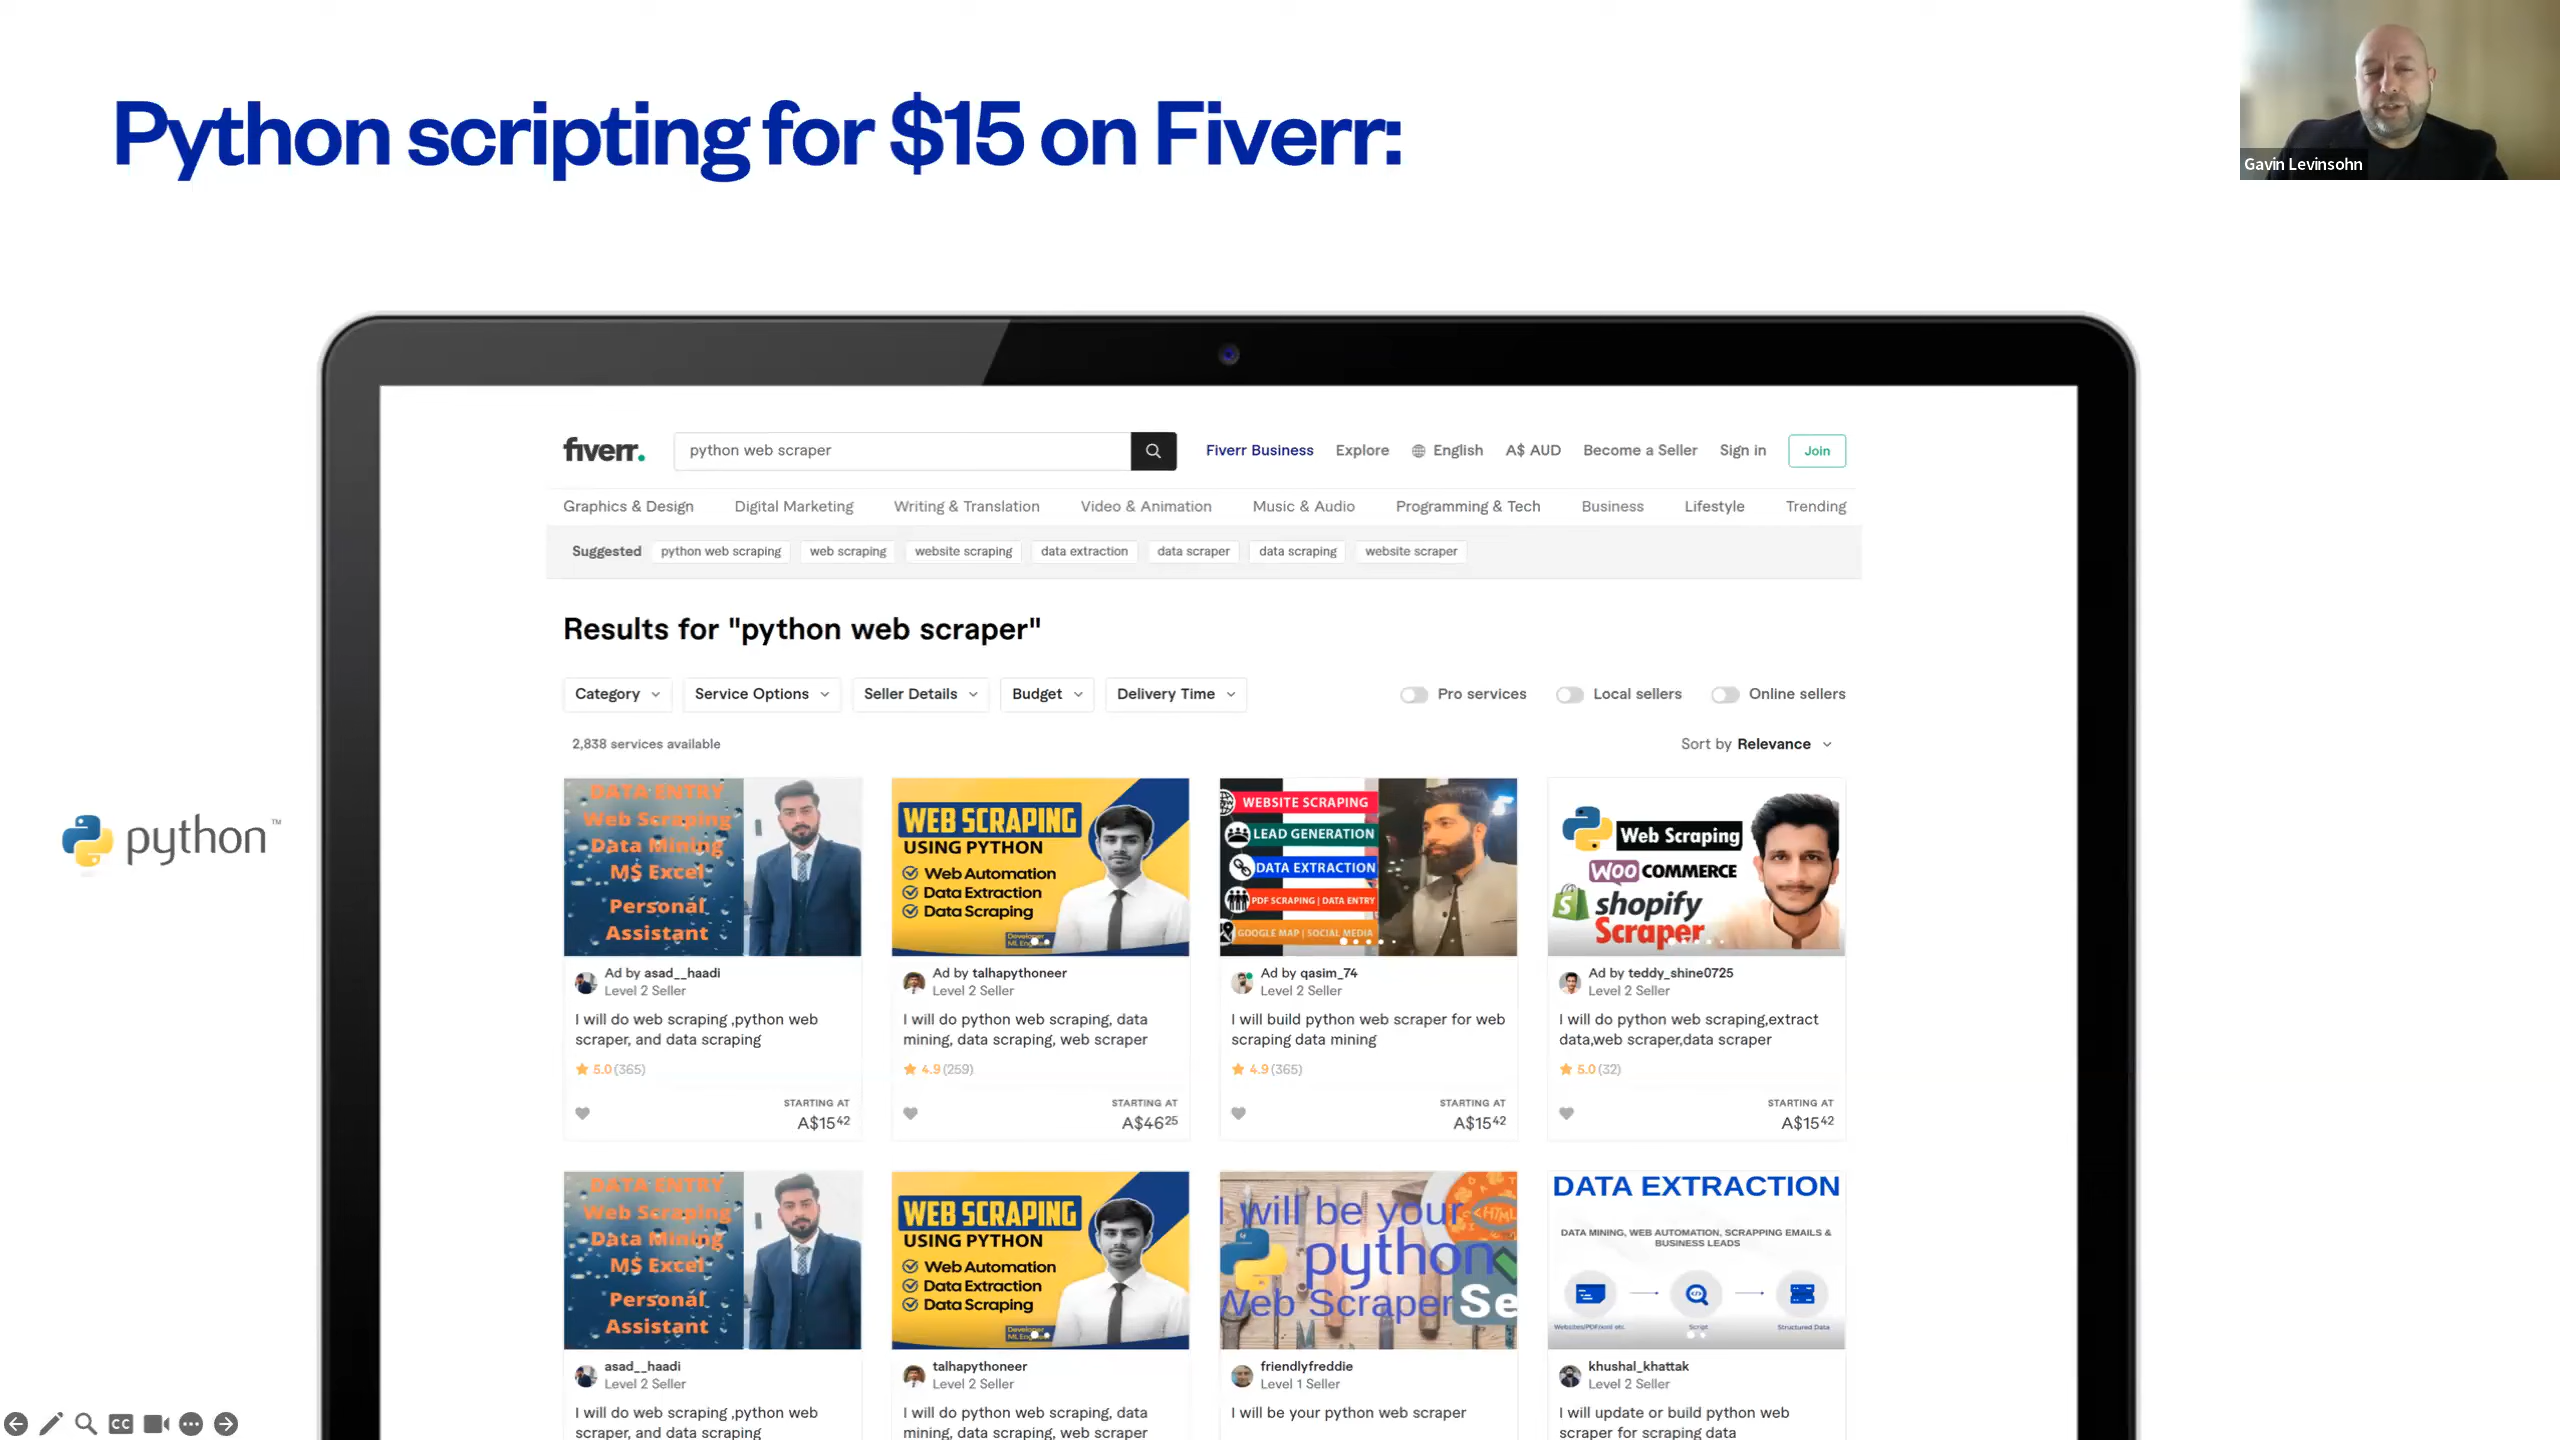 Python scripting for $15 on Fiverr:
Gavin Levinsohn
fiverr.
python web scraper
Fiverr Business
Explore
English
A$ AUD
Become a Seller
Sign in
Join
Graphics & Design
Digital Marketing
Writing & Translation
Video & Animation
Music & Audio
Programming & Tech
Business
Lifestyle
Trending
Suggested
python web scraping
web scraping
website scraping
data extraction
data scraper
data scraping
website scraper
Results for "python web scraper"
Category
Service Options
Seller Details
Budget
Delivery Time
Pro services
Local sellers
Online sellers
2,838 services available
Sort by Relevance
python™
DATA ENTRY
Web Scraping
Data Mining
MS Excel
Personal
Assistant
Ad by asad__haadi
Level 2 Seller
I will do web scraping ,python web
scraper, and data scraping
5.0 (365)
STARTING AT
A$15 42
WEB SCRAPING
USING PYTHON
Web Automation
Data Extraction
Data Scraping
Developer
Ad by talhapythoneer
Level 2 Seller
I will do python web scraping, data
mining, data scraping, web scraper
4.9 (259)
STARTING AT
A$46 25
WEBSITE SCRAPING
LEAD GENERATION
DATA EXTRACTION
PDF SCRAPING | DATA ENTRY
GOOGLE MAP | SOCIAL MEDIA
Ad by qasim_74
Level 2 Seller
I will build python web scraper for web
scraping data mining
4.9 (365)
STARTING AT
A$15 42
Web Scraping
WOO COMMERCE
shopify
Scraper
Ad by teddy_shine0725
Level 2 Seller
I will do python web scraping,extract
data,web scraper,data scraper
5.0 (32)
STARTING AT
A$15 42
DATA ENTRY
Web Scraping
Data Mining
MS Excel
Personal
Assistant
asad__haadi
Level 2 Seller
I will do web scraping ,python web
scraper, and data scraping
WEB SCRAPING
USING PYTHON
Web Automation
Data Extraction
Data Scraping
Developer
talhapythoneer
Level 2 Seller
I will do python web scraping, data
mining, data scraping, web scraper
I will be your
<HTML
python
Web Scraper
Se
friendlyfreddie
Level 1 Seller
I will be your python web scraper
DATA EXTRACTION
DATA MINING, WEB AUTOMATION, SCRAPPING EMAILS &
BUSINESS LEADS
Websites/PDF/xml etc.
Script
Structured Data
khushal_khattak
Level 2 Seller
I will update or build python web
scraper for scraping data
CC